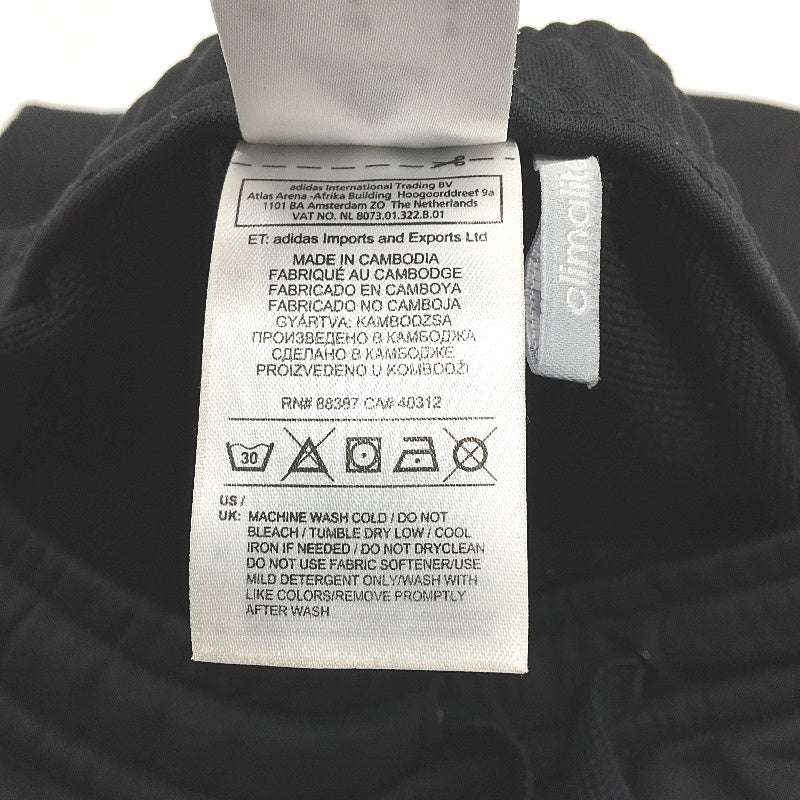 adidas International Trading BV
Atlas Arena -Afrika Building Hoogoorddreef 9a
1101 BA Amsterdam ZO The Netherlands
VAT NO. NL 8073.01.322.B.01
ET: adidas Imports and Exports Ltd
MADE IN CAMBODIA
FABRIQUÉ AU CAMBODGE
FABRICADO EN CAMBOYA
FABRICADO NO CAMBOJA
GYÁRTVA: KAMBODZSA
ПРОИЗВЕДЕНО В КАМБОДЖА
СДЕЛАНО В КАМБОДЖЕ
PROIZVEDENO U KOMBODŽI
RN# 88387 CA# 40312
30
US /
UK: MACHINE WASH COLD / DO NOT
BLEACH / TUMBLE DRY LOW / COOL
IRON IF NEEDED / DO NOT DRYCLEAN
DO NOT USE FABRIC SOFTENER/USE
MILD DETERGENT ONLY/WASH WITH
LIKE COLORS/REMOVE PROMPTLY
AFTER WASH
climalite